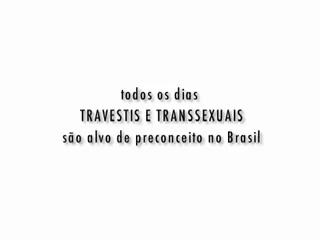 todos os dias
TRAVESTIS E TRANSSEXUAIS
são alvo de preconceito no Brasil